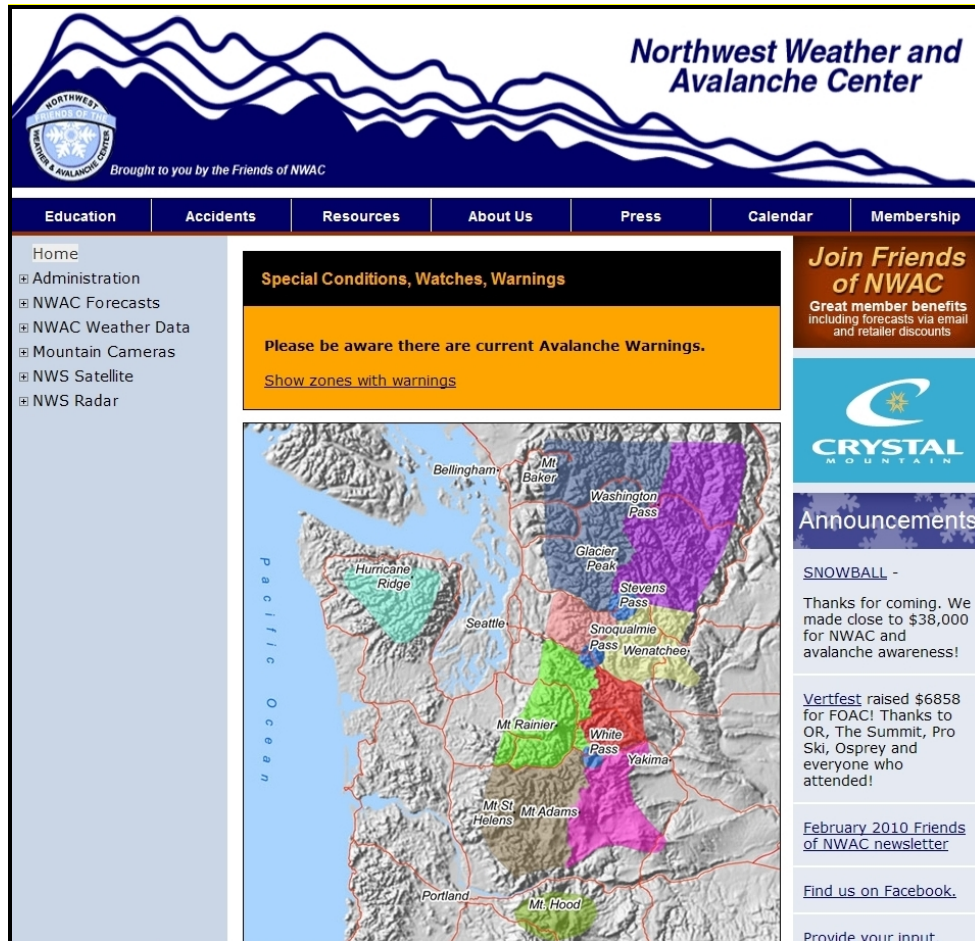 Northwest Weather and
Avalanche Center
NORTHWEST
FRIENDS OF THE
WEATHER & AVALANCHE CENTER
Brought to you by the Friends of NWAC
Education
Accidents
Resources
About Us
Press
Calendar
Membership
Home
Administration
NWAC Forecasts
NWAC Weather Data
Mountain Cameras
NWS Satellite
NWS Radar
Special Conditions, Watches, Warnings
Please be aware there are current Avalanche Warnings.
Show zones with warnings
Bellingham
Mt
Baker
Washington
Pass
Glacier
Peak
Hurricane
Ridge
Stevens
Pass
Seattle
Snoqualmie
Pass
Wenatchee
Pacific Ocean
Mt Rainier
White
Pass
Yakima
Mt St
Helens
Mt Adams
Portland
Mt. Hood
Join Friends
of NWAC
Great member benefits
including forecasts via email
and retailer discounts
CRYSTAL
MOUNTAIN
Announcements
SNOWBALL -
Thanks for coming. We
made close to $38,000
for NWAC and
avalanche awareness!
Vertfest raised $6858
for FOAC! Thanks to
OR, The Summit, Pro
Ski, Osprey and
everyone who
attended!
February 2010 Friends
of NWAC newsletter
Find us on Facebook.
Provide your input